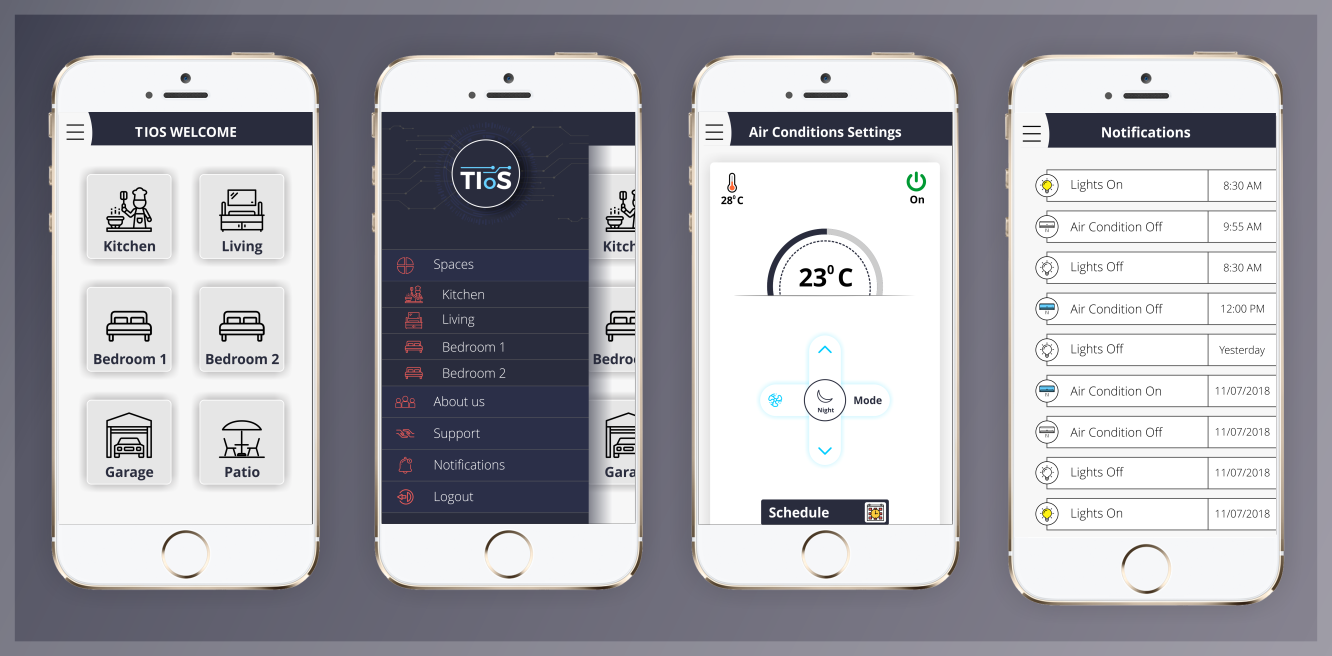 TIOS WELCOME
Kitchen
Living
Bedroom 1
Bedroom 2
Garage
Patio
TIoS
Spaces
Kitchen
Living
Bedroom 1
Bedroom 2
About us
Support
Notifications
Logout
Kitch
Bedro
Gara
Air Conditions Settings
28°C
On
23° C
Night
Mode
Schedule
Notifications
Lights On
8:30 AM
Air Condition Off
9:55 AM
Lights Off
8:30 AM
Air Condition Off
12:00 PM
Lights Off
Yesterday
Air Condition On
11/07/2018
Air Condition Off
11/07/2018
Lights Off
11/07/2018
Lights On
11/07/2018